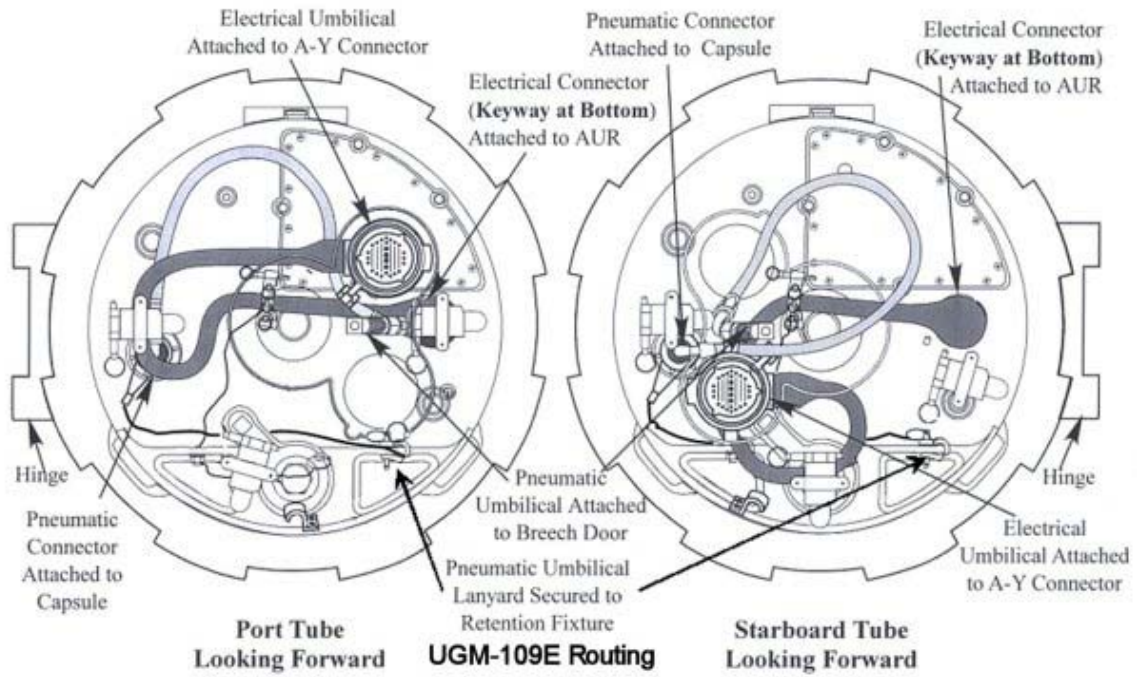 Electrical Umbilical
Attached to A-Y Connector
Electrical Connector
(Keyway at Bottom)
Attached to AUR
Pneumatic Connector
Attached to Capsule
Electrical Connector
(Keyway at Bottom)
Attached to AUR
Hinge
Pneumatic
Connector
Attached to
Capsule
Pneumatic
Umbilical Attached
to Breech Door
Pneumatic Umbilical
Lanyard Secured to
Retention Fixture
Hinge
Electrical
Umbilical Attached
to A-Y Connector
Port Tube
Looking Forward
UGM-109E Routing
Starboard Tube
Looking Forward